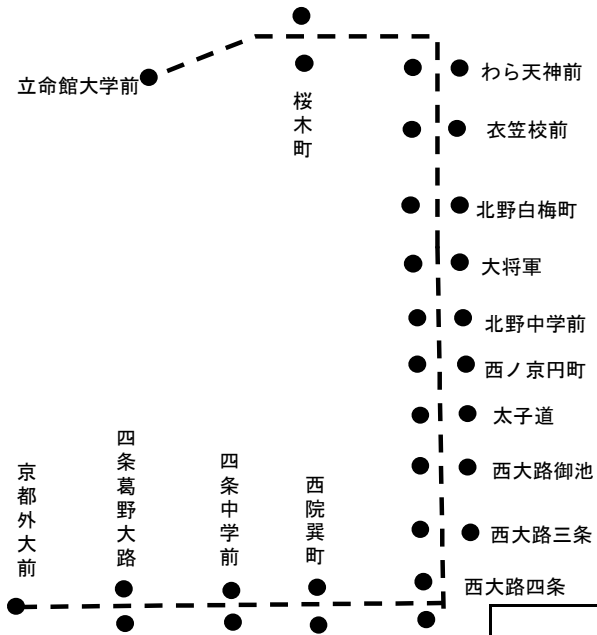 立命館大学前
桜木町
わら天神前
衣笠校前
北野白梅町
大将軍
北野中学前
西ノ京円町
太子道
西大路御池
西大路三条
西大路四条
西院巽町
四条中学前
四条葛野大路
京都外大前